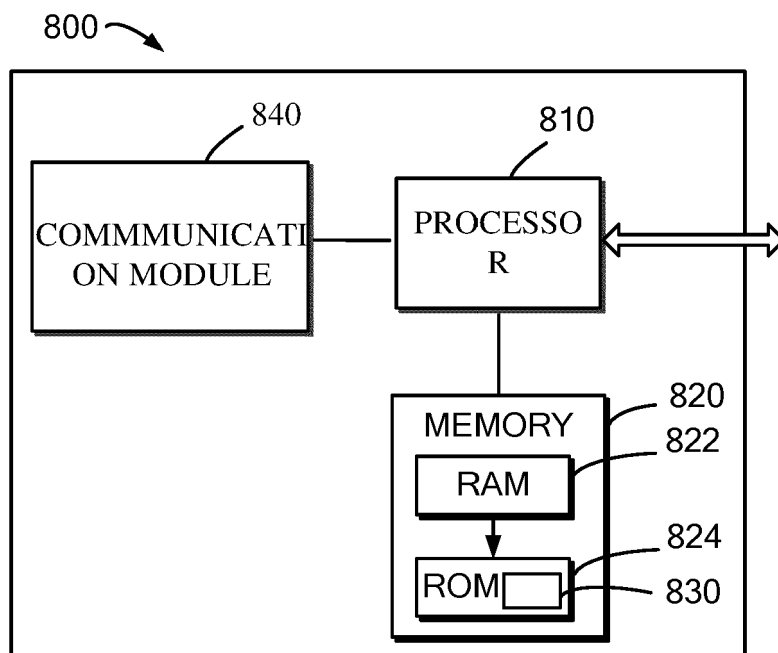 800
840
810
COMMMUNICATI
ON MODULE
PROCESSO
R
820
MEMORY
822
RAM
824
ROM
830